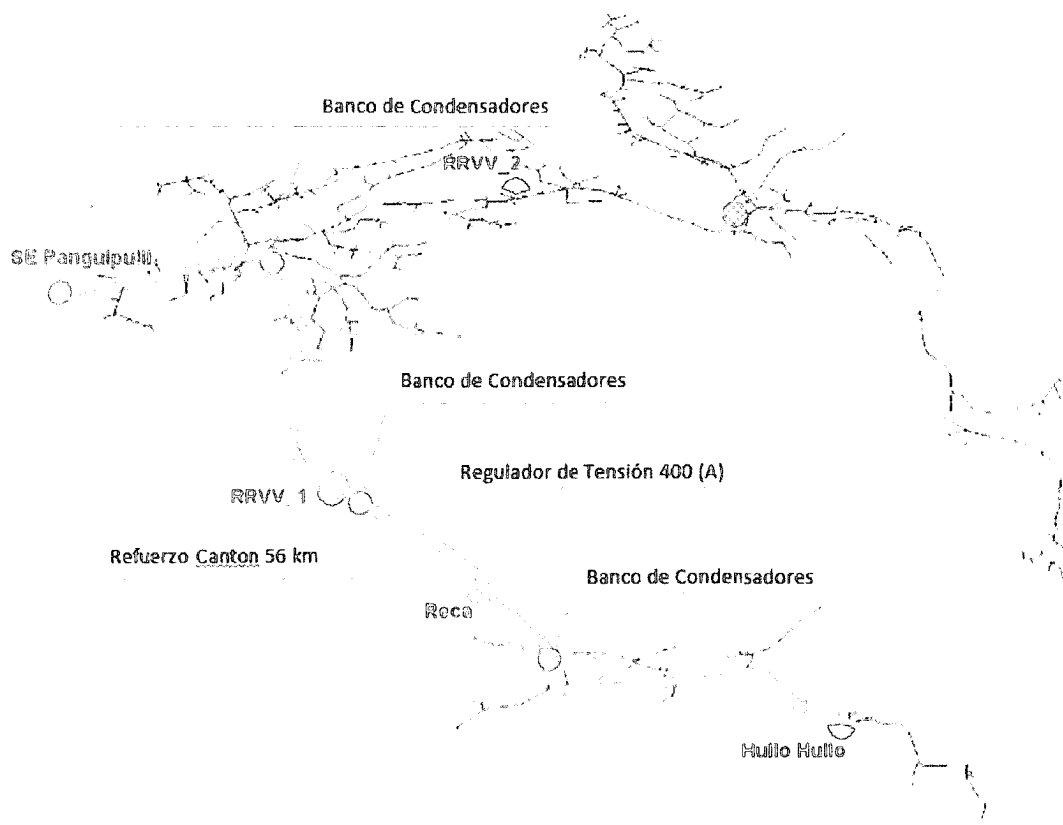 Banco de Condensadores
RRVV_2
SE Panguipulli
Banco de Condensadores
Regulador de Tensión 400 (A)
RRVV_1
Refuerzo Canton 56 km
Banco de Condensadores
Reca
Huilo Huilo